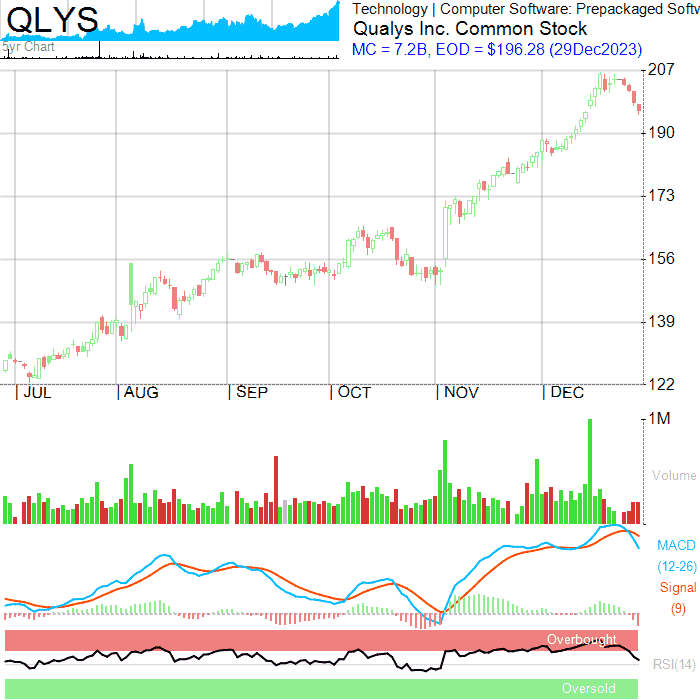 QLYS
5yr Chart
Technology | Computer Software: Prepackaged Softw
Qualys Inc. Common Stock
MC = 7.2B, EOD = $196.28 (29Dec2023)
207
190
173
156
139
122
JUL AUG SEP OCT NOV DEC
1M
Volume
MACD
(12-26)
Signal
(9)
Overbought
RSI(14)
Oversold